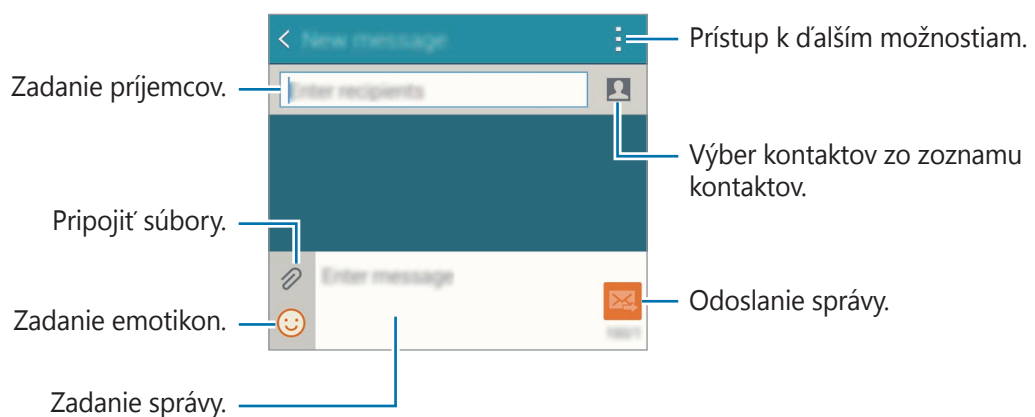 New message
Prístup k ďalším možnostiam.
Zadanie príjemcov.
Enter recipients
Výber kontaktov zo zoznamu
kontaktov.
Pripojiť súbory.
Enter message
Odoslanie správy.
Zadanie emotikon.
Zadanie správy.